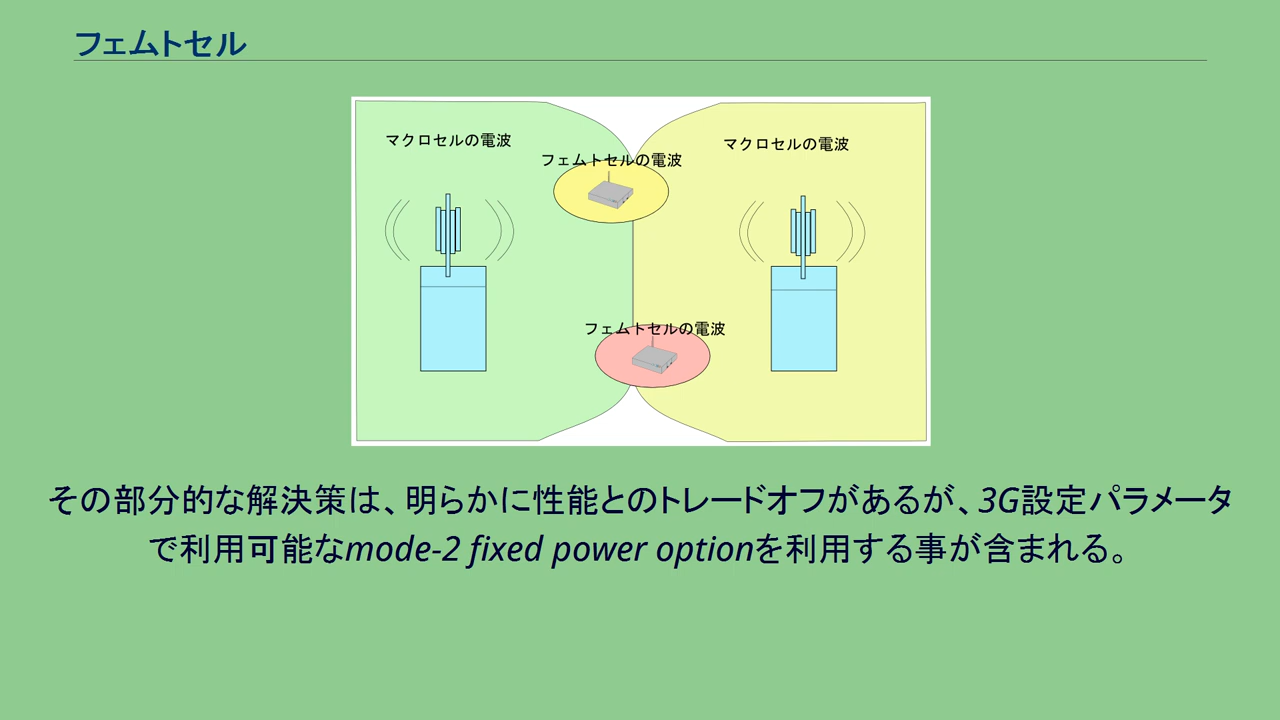 フェムトセル
マクロセルの電波
マクロセルの電波
フェムトセルの電波
フェムトセルの電波
その部分的な解決策は、明らかに性能とのトレードオフがあるが、3G設定パラメータ
で利用可能なmode-2 fixed power optionを利用する事が含まれる。